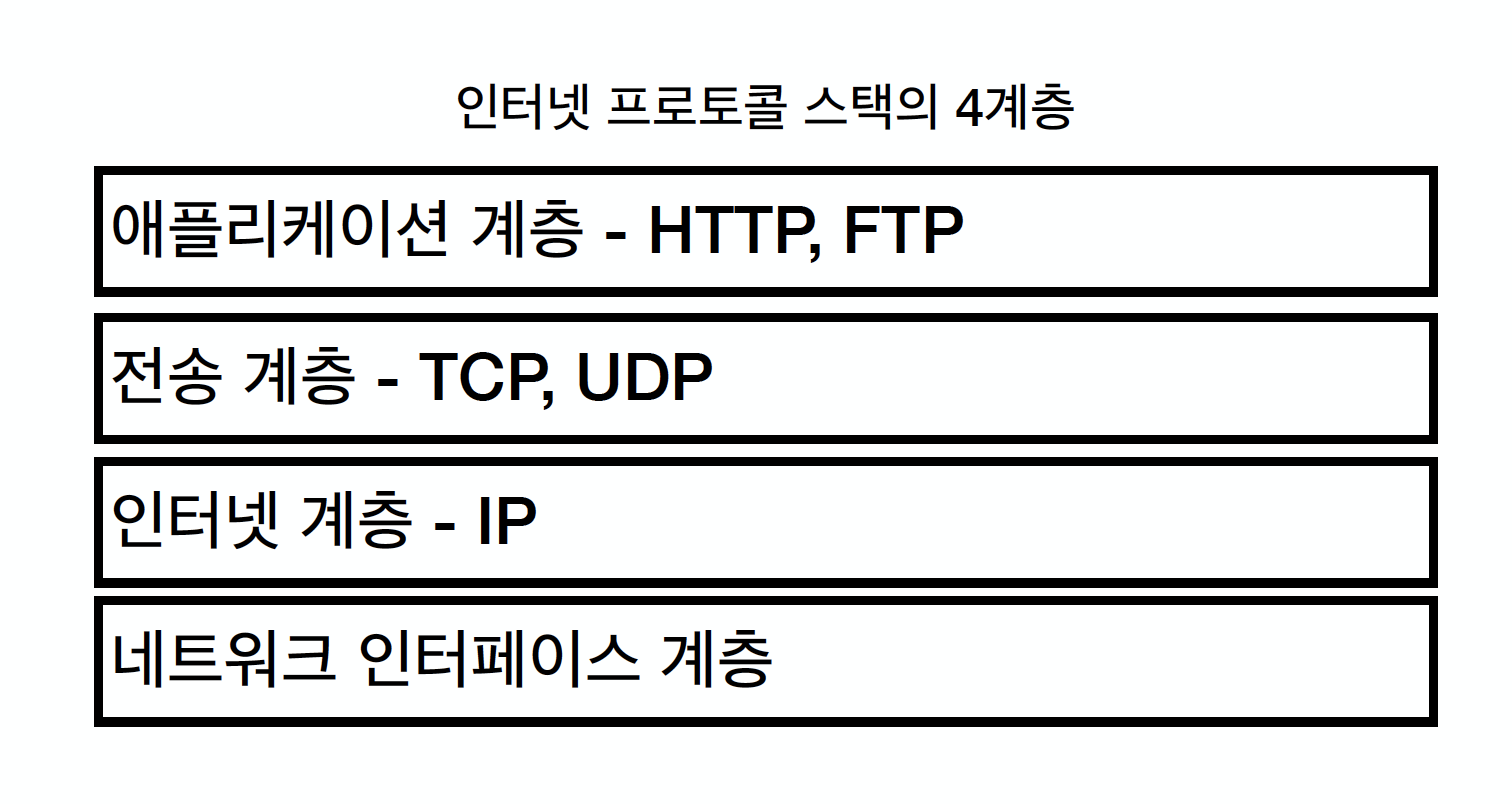 인터넷 프로토콜 스택의 4계층
애플리케이션 계층 - HTTP, FTP
전송 계층 - TCP, UDP
인터넷 계층 - IP
네트워크 인터페이스 계층